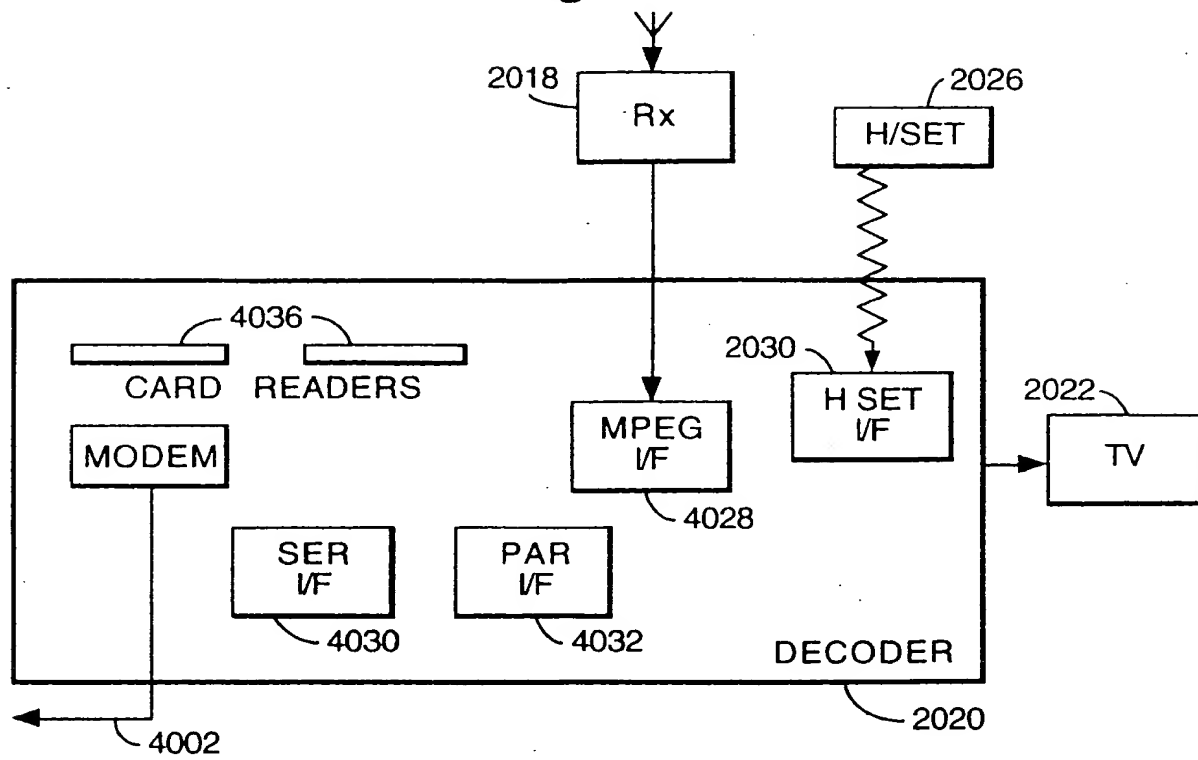 2018
Rx
2026
H/SET
4036
CARD READERS
2030
H SET
I/F
2022
TV
MPEG
I/F
4028
MODEM
SER
I/F
4030
PAR
I/F
4032
DECODER
2020
4002